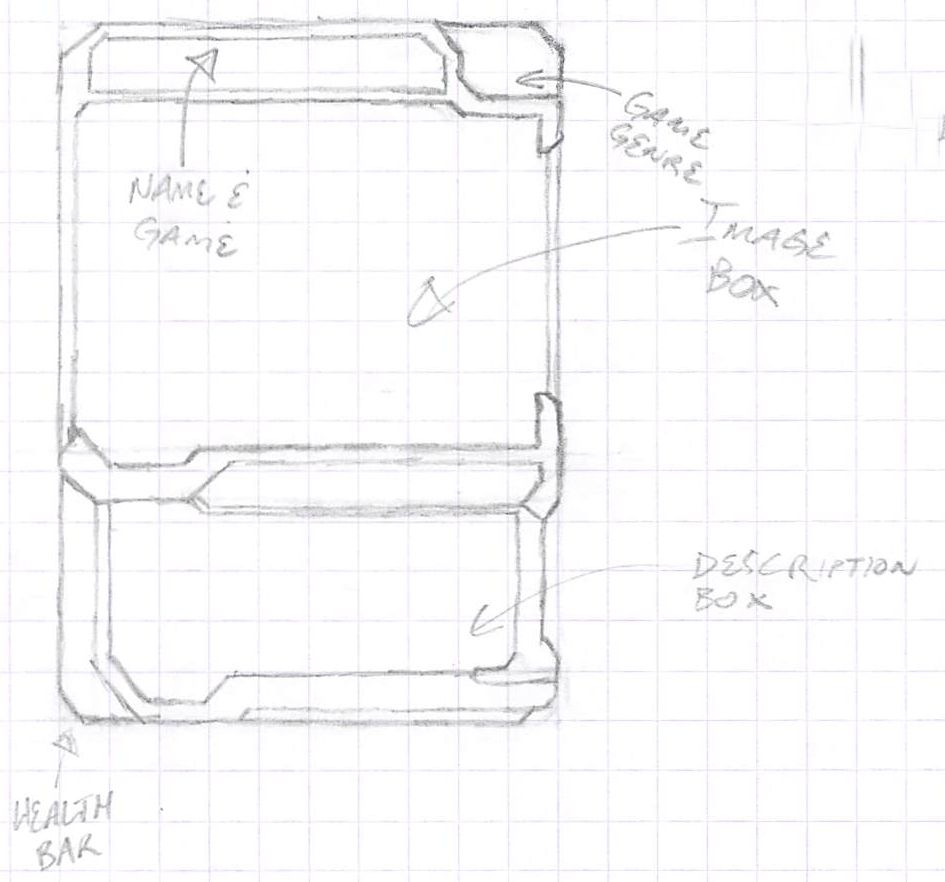 GAME
GENRE
NAME &
GAME
IMAGE
BOX
DESCRIPTION
BOX
HEALTH
BAR